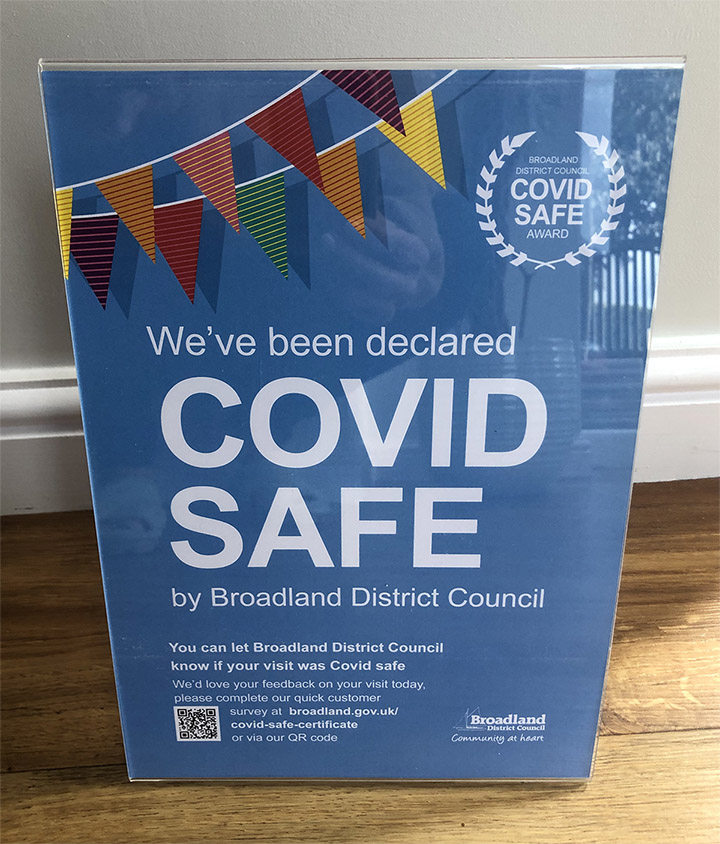 BROADLAND
DISTRICT COUNCIL
COVID
SAFE
AWARD
We've been declared
COVID
SAFE
by Broadland District Council
You can let Broadland District Council
know if your visit was Covid safe
We'd love your feedback on your visit today,
please complete our quick customer
survey at broadland.gov.uk/
covid-safe-certificate
or via our QR code
Broadland
District Council
Community at heart